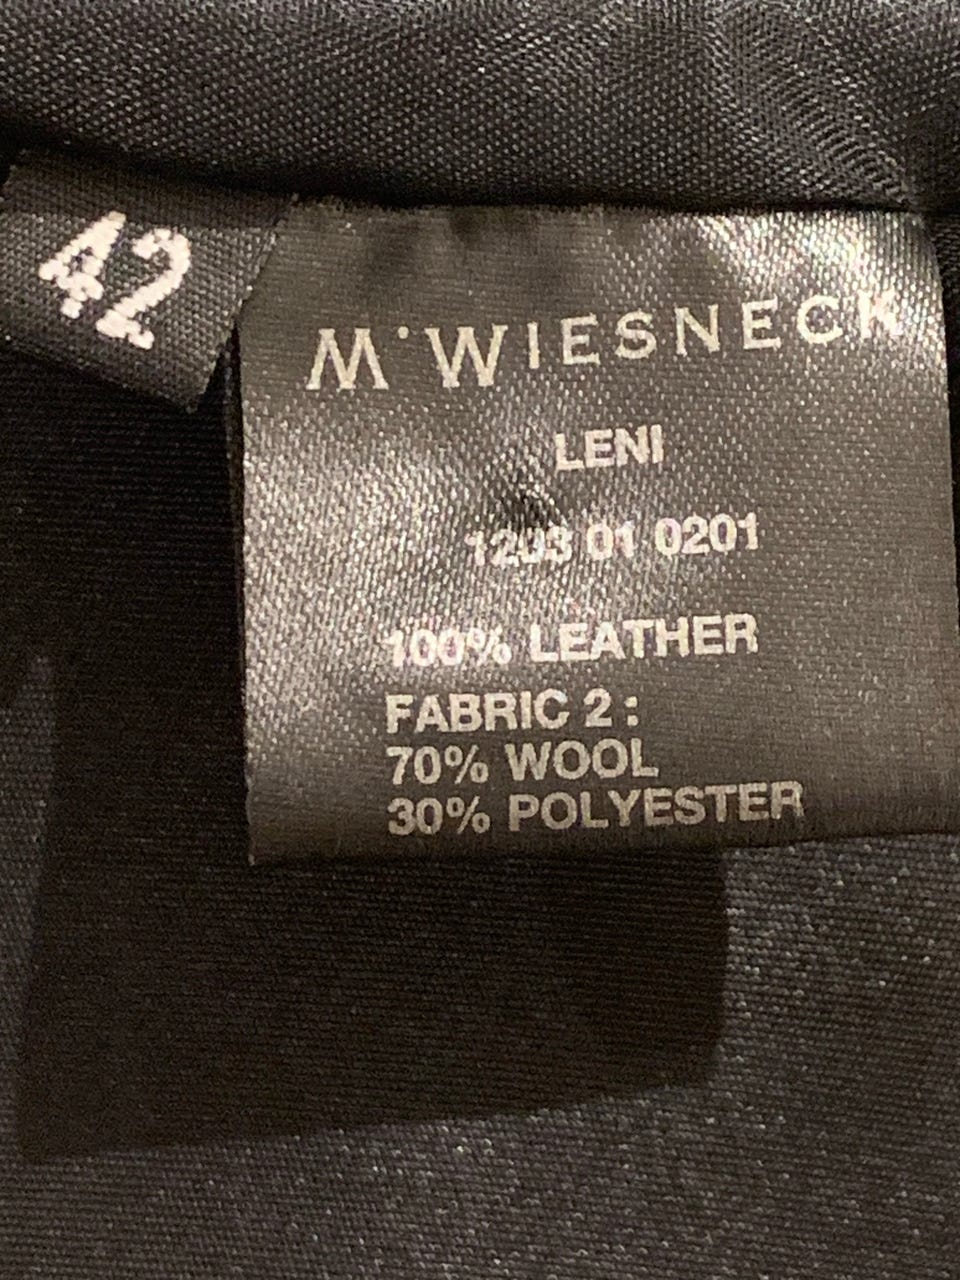 42
M·WIESNECK
LENI
1203 01 0201
100% LEATHER
FABRIC 2:
70% WOOL
30% POLYESTER